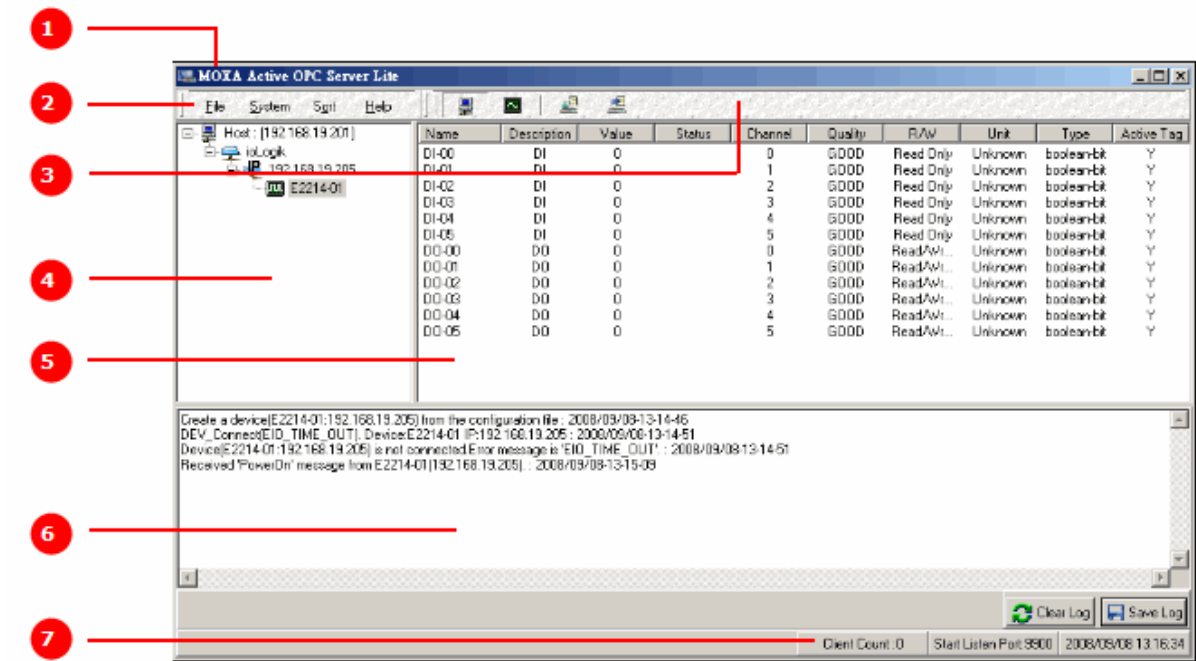 1
MOXA Active OPC Server Lite
2
File System Sort Help
Host : [192.168.19.201]
ioLogik
192.168.19.205
E2214-01
3
Name Description Value Status Channel Quality R/W Unit Type Active Tag
DI-00 DI 0 0 GOOD Read Only Unknown boolean-bit Y
DI-01 DI 0 1 GOOD Read Only Unknown boolean-bit Y
DI-02 DI 0 2 GOOD Read Only Unknown boolean-bit Y
DI-03 DI 0 3 GOOD Read Only Unknown boolean-bit Y
DI-04 DI 0 4 GOOD Read Only Unknown boolean-bit Y
DI-05 DI 0 5 GOOD Read Only Unknown boolean-bit Y
DO-00 DO 0 0 GOOD Read/Wr... Unknown boolean-bit Y
DO-01 DO 0 1 GOOD Read/Wr... Unknown boolean-bit Y
DO-02 DO 0 2 GOOD Read/Wr... Unknown boolean-bit Y
DO-03 DO 0 3 GOOD Read/Wr... Unknown boolean-bit Y
DO-04 DO 0 4 GOOD Read/Wr... Unknown boolean-bit Y
DO-05 DO 0 5 GOOD Read/Wr... Unknown boolean-bit Y
4
5
Create a device(E2214-01:192.168.19.205) from the configuration file : 2008/09/08-13-14-46
DEV_Connect(EIO_TIME_OUT). Device:E2214-01 IP:192.168.19.205 : 2008/09/08-13-14-51
Device(E2214-01:192.168.19.205) is not connected.Error message is 'EIO_TIME_OUT'. : 2008/09/08-13-14-51
Received 'PowerOn' message from E2214-01(192.168.19.205). : 2008/09/08-13-15-09
6
Clear Log Save Log
7
Client Count : 0 Start Listen Port 9900 2008/09/08 13:16:34